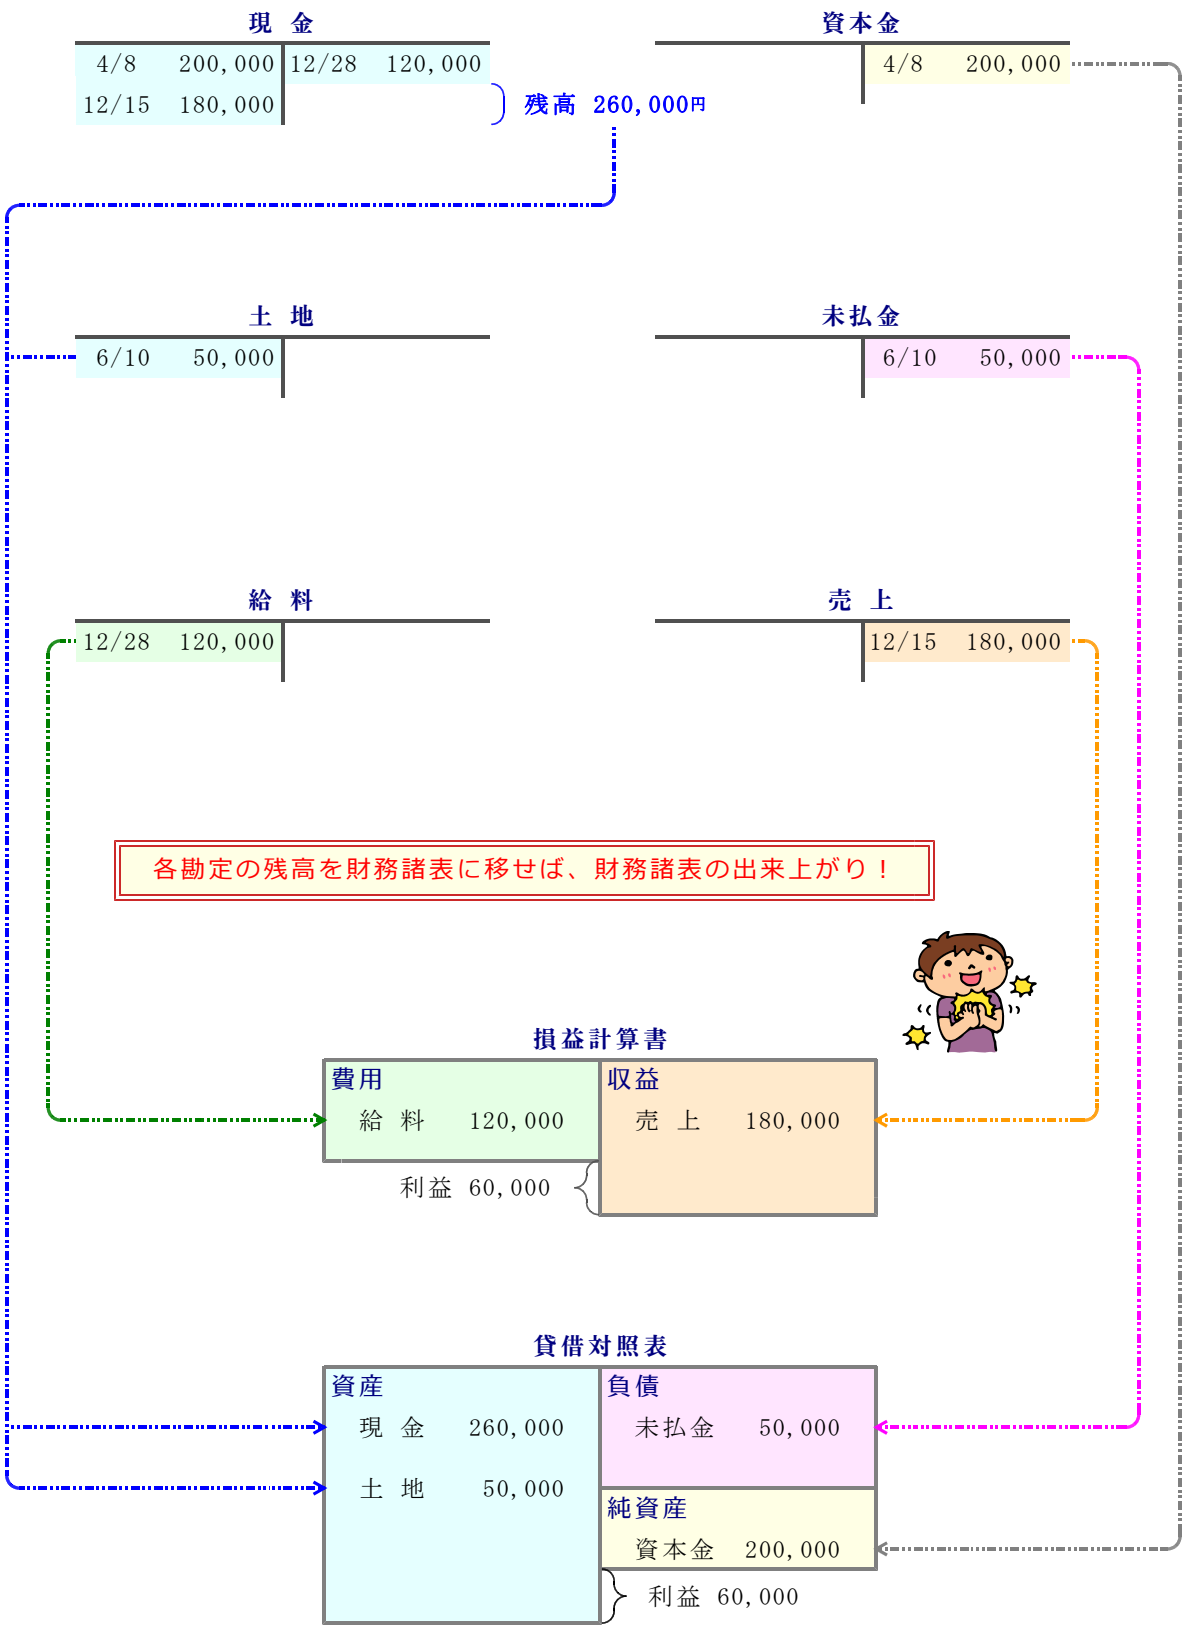 現 金
資本金
4/8 200,000 12/28 120,000
4/8 200,000
12/15 180,000
残高 260,000円
土 地
未払金
6/10 50,000
6/10 50,000
給 料
売 上
12/28 120,000
12/15 180,000
各勘定の残高を財務諸表に移せば、財務諸表の出来上がり！
損益計算書
費用
収益
給 料 120,000
売 上 180,000
利益 60,000
貸借対照表
資産
負債
現 金 260,000
未払金 50,000
土 地 50,000
純資産
資本金 200,000
利益 60,000